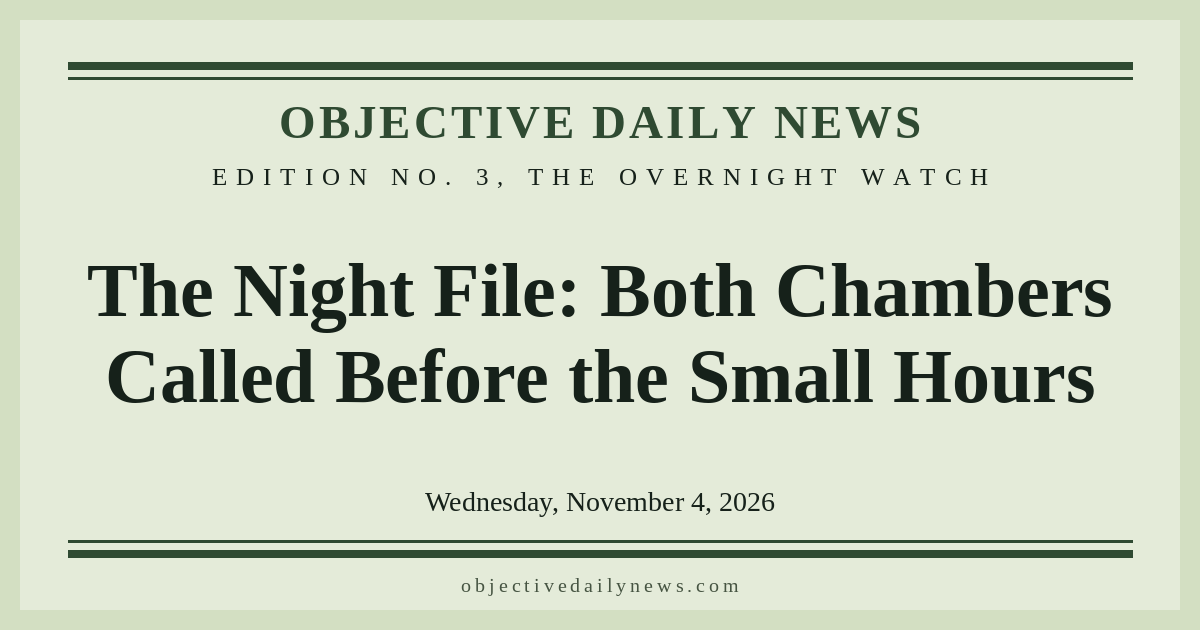 OBJECTIVE DAILY NEWS
EDITION NO. 3, THE OVERNIGHT WATCH
The Night File: Both Chambers
Called Before the Small Hours
Wednesday, November 4, 2026
objectivedailynews.com